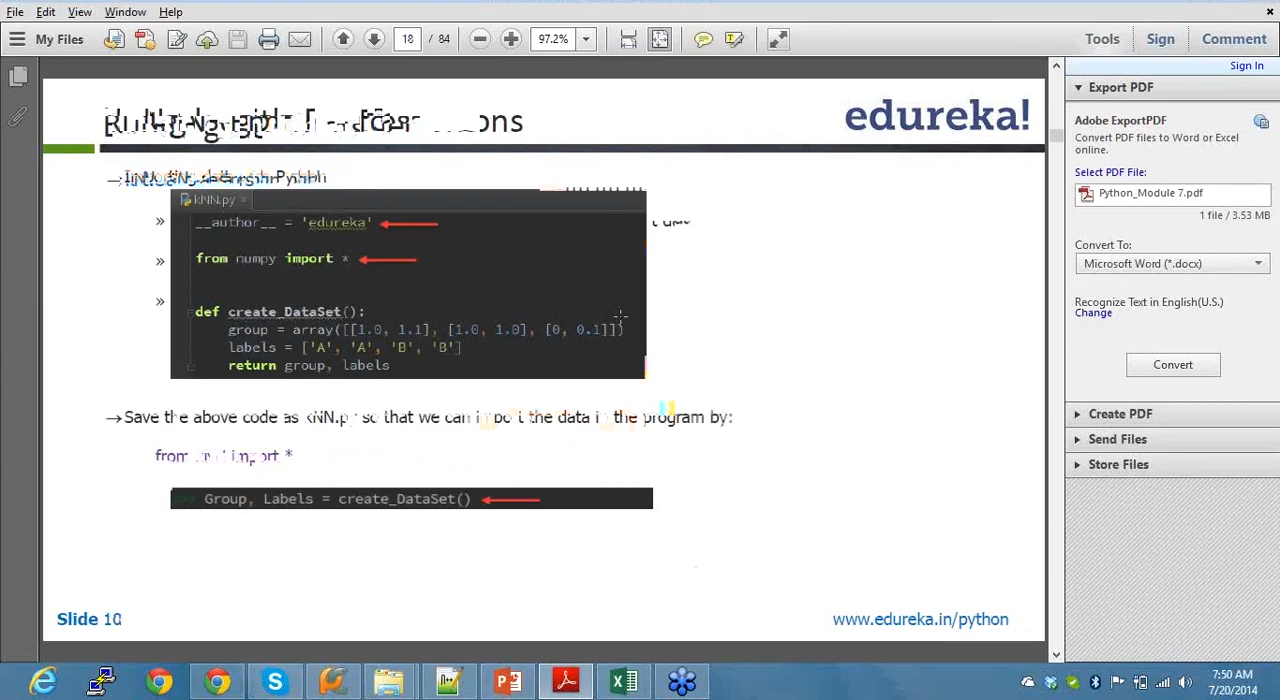 File Edit View Window Help
My Files 18 / 84 97.2% Tools Sign Comment
Sign In
Export PDF
Adobe ExportPDF
Convert PDF files to Word or Excel
online.
Select PDF File:
Python_Module 7.pdf
1 file / 3.53 MB
Convert To:
Microsoft Word (*.docx)
Recognize Text in English(U.S.)
Change
Convert
Create PDF
Send Files
Store Files
edureka!
kNN.py
__author__ = 'edureka'
from numpy import *
def create_DataSet():
group = array([[1.0, 1.1], [1.0, 1.0], [0, 0.1]])
labels = ['A', 'A', 'B', 'B']
return group, labels
→Save the above code as kNN.py so that we can import the data in the program by:
from import *
>>> Group, Labels = create_DataSet()
Slide 10
www.edureka.in/python
7:50 AM
7/20/2014